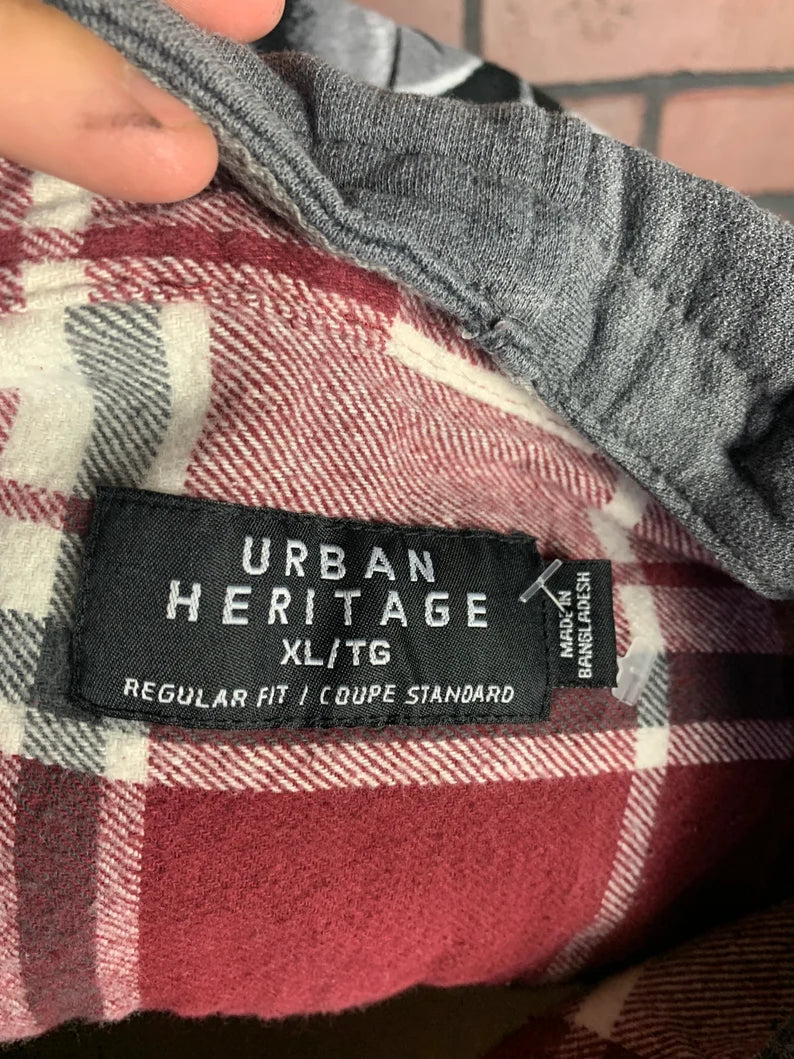 URBAN
HERITAGE
XL/TG
REGULAR FIT / COUPE STANDARD
MADE IN
BANGLADESH